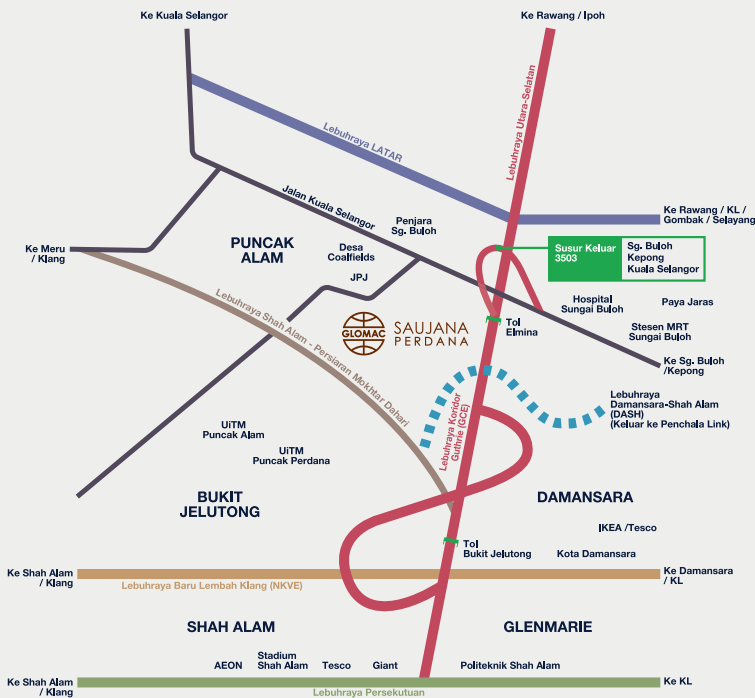 Ke Kuala Selangor
Ke Rawang / Ipoh
Lebuhraya Utara-Selatan
Lebuhraya LATAR
Jalan Kuala Selangor
Ke Rawang / KL /
Gombak / Selayang
Penjara
Sg. Buloh
PUNCAK
ALAM
Desa
Coalfields
JPJ
Ke Meru
/ Klang
Susur Keluar
3503
Sg. Buloh
Kepong
Kuala Selangor
Hospital
Sungai Buloh
Paya Jaras
Stesen MRT
Sungai Buloh
Lebuhraya Shah Alam - Persiaran Mokhtar Dahari
GLOMAC
SAUJANA
PERDANA
Tol
Elmina
Ke Sg. Buloh
/Kepong
Lebuhraya
Damansara-Shah Alam
(DASH)
(Keluar ke Penchala Link)
Lebuhraya Koridor
Guthrie (GCE)
UiTM
Puncak Alam
UiTM
Puncak Perdana
BUKIT
JELUTONG
DAMANSARA
IKEA /Tesco
Tol
Bukit Jelutong
Kota Damansara
Ke Shah Alam
/ Klang
Lebuhraya Baru Lembah Klang (NKVE)
Ke Damansara
/ KL
SHAH ALAM
GLENMARIE
AEON
Stadium
Shah Alam
Tesco
Giant
Politeknik Shah Alam
Ke Shah Alam
/ Klang
Lebuhraya Persekutuan
Ke KL